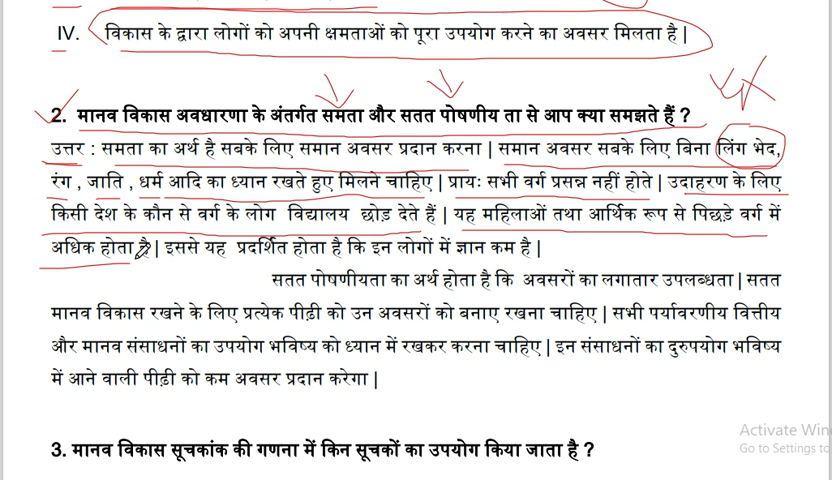 IV. विकास के द्वारा लोगों को अपनी क्षमताओं को पूरा उपयोग करने का अवसर मिलता है |
2. मानव विकास अवधारणा के अंतर्गत समता और सतत पोषणीय ता से आप क्या समझते हैं ?
उत्तर : समता का अर्थ है सबके लिए समान अवसर प्रदान करना | समान अवसर सबके लिए बिना लिंग भेद,
रंग , जाति , धर्म आदि का ध्यान रखते हुए मिलने चाहिए | प्रायः सभी वर्ग प्रसन्न नहीं होते | उदाहरण के लिए
किसी देश के कौन से वर्ग के लोग विद्यालय छोड़ देते हैं | यह महिलाओं तथा आर्थिक रूप से पिछड़े वर्ग में
अधिक होता है | इससे यह प्रदर्शित होता है कि इन लोगों में ज्ञान कम है |
सतत पोषणीयता का अर्थ होता है कि अवसरों का लगातार उपलब्धता | सतत
मानव विकास रखने के लिए प्रत्येक पीढ़ी को उन अवसरों को बनाए रखना चाहिए | सभी पर्यावरणीय वित्तीय
और मानव संसाधनों का उपयोग भविष्य को ध्यान में रखकर करना चाहिए | इन संसाधनों का दुरुपयोग भविष्य
में आने वाली पीढ़ी को कम अवसर प्रदान करेगा |
Activate Win
Go to Settings to
3. मानव विकास सूचकांक की गणना में किन सूचकों का उपयोग किया जाता है ?